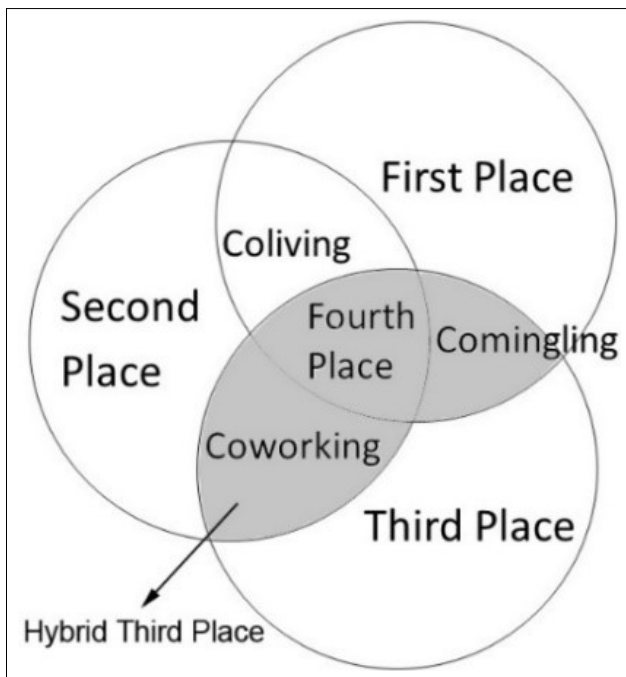 First Place
Coliving
Second
Place
Fourth
Place
Comingling
Coworking
Third Place
Hybrid Third Place